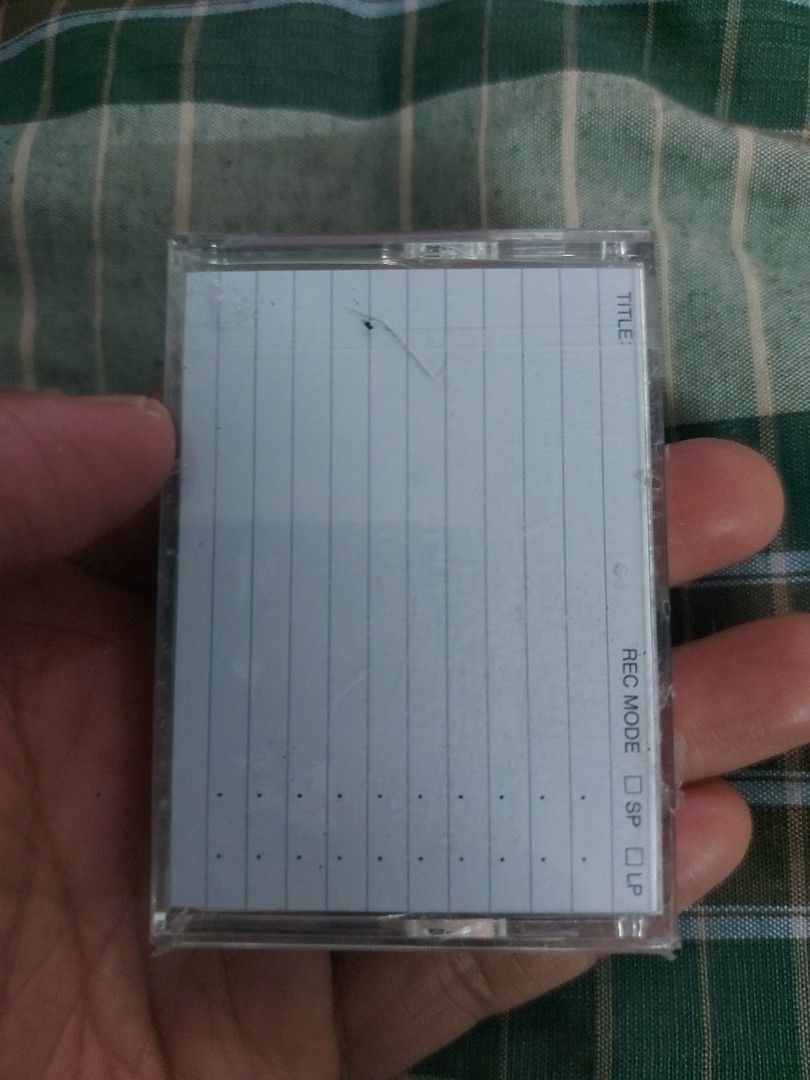 TITLE:
REC MODE □ SP □ LP